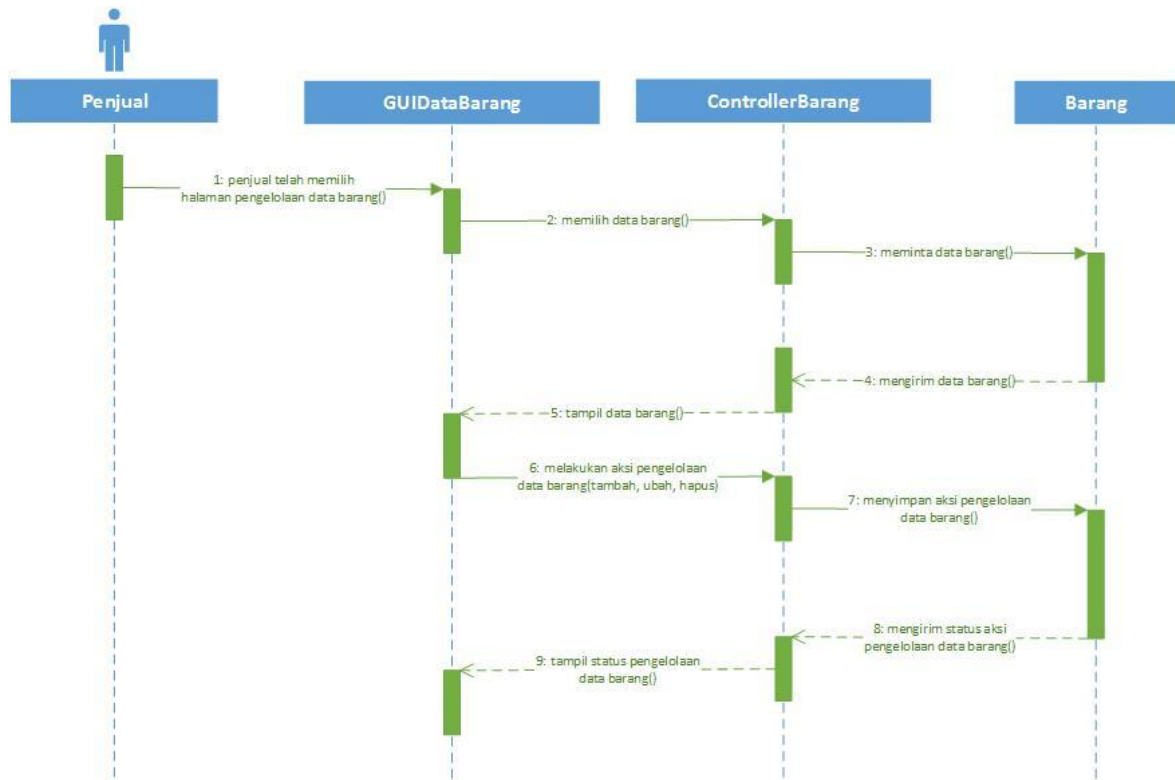 Penjual
GUIDataBarang
ControllerBarang
Barang
1: penjual telah memilih
halaman pengelolaan data barang()
2: memilih data barang()
3: meminta data barang()
4: mengirim data barang()
5: tampil data barang()
6: melakukan aksi pengelolaan
data barang(tambah, ubah, hapus)
7: menyimpan aksi pengelolaan
data barang()
8: mengirim status aksi
pengelolaan data barang()
9: tampil status pengelolaan
data barang()